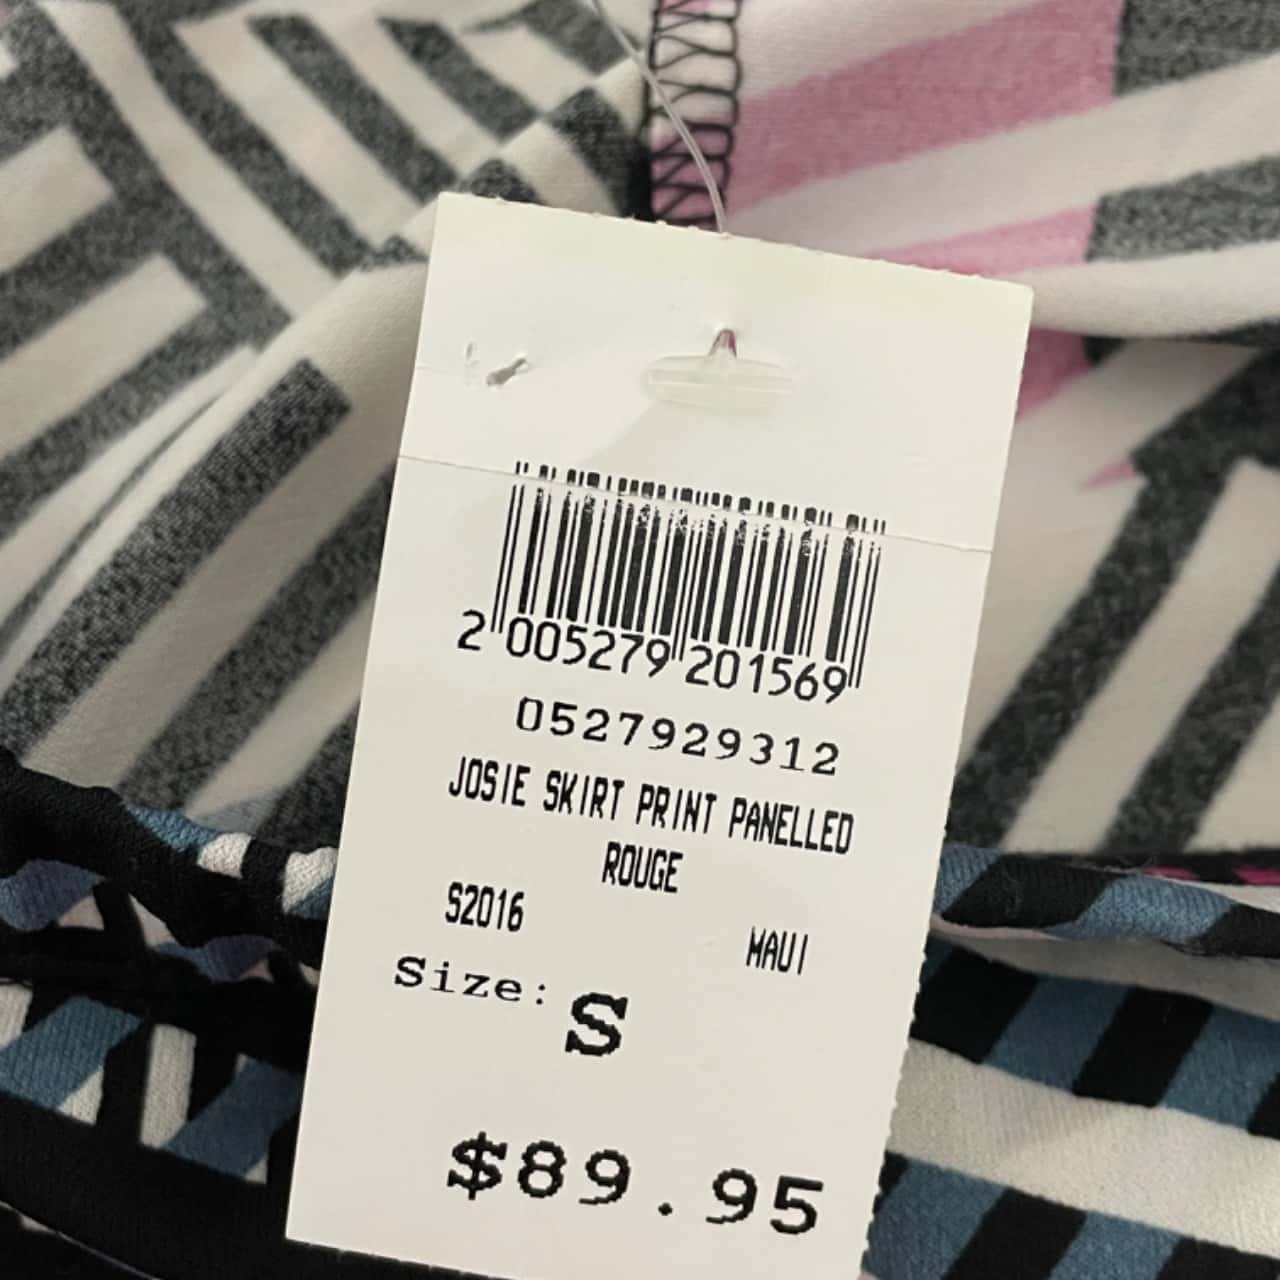 2 005279 201569
0527929312
JOSIE SKIRT PRINT PANELLED
ROUGE
S2016 MAUI
Size: S
$89.95